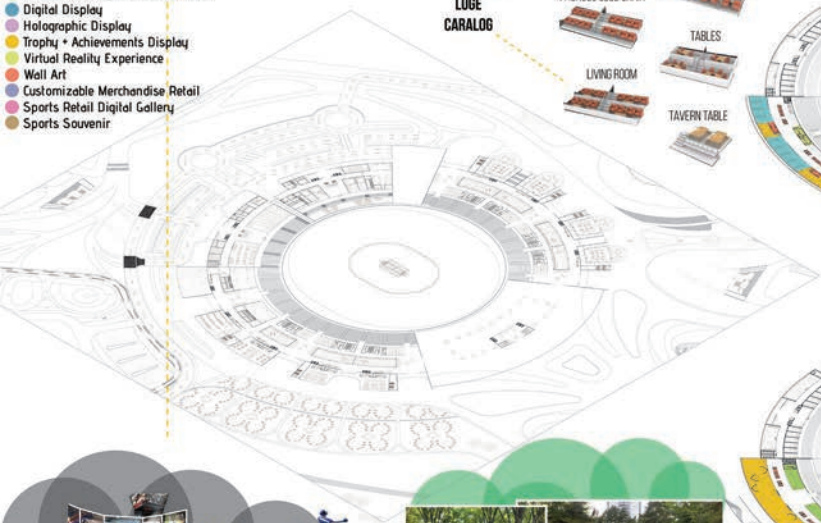 Digital Display
Holographic Display
Trophy + Achievements Display
Virtual Reality Experience
Wall Art
Customizable Merchandise Retail
Sports Retail Digital Gallery
Sports Souvenir
LOGE
CARALOG
TABLES
LIVING ROOM
TAVERN TABLE